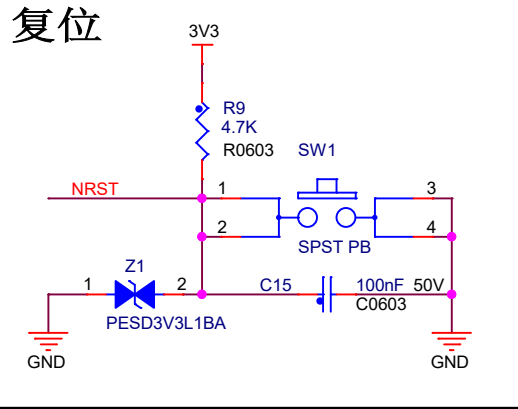 复位
3V3
R9
4.7K
R0603
SW1
NRST
1
3
2
4
SPST PB
Z1
1
2
C15
100nF 50V
C0603
PESD3V3L1BA
GND
GND